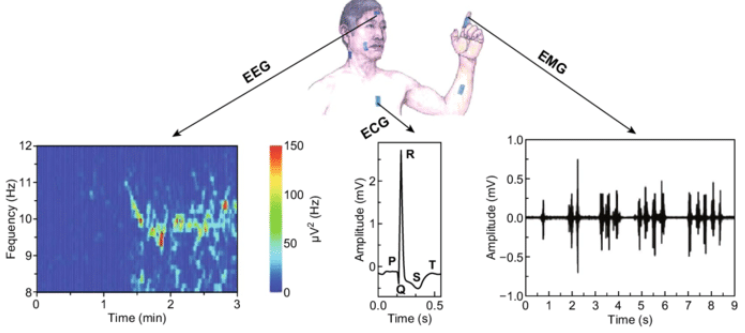 EEG
ECG
EMG
12
11
10
9
8
Fequency (Hz)
0
1
2
3
Time (min)
150
100
50
0
μV² (Hz)
2
1
0
Amplitude (mV)
R
P
Q
S
T
0.0
0.5
Time (s)
1.0
0.5
0.0
−0.5
−1.0
Amplitude (mV)
0
1
2
3
4
5
6
7
8
9
Time (s)